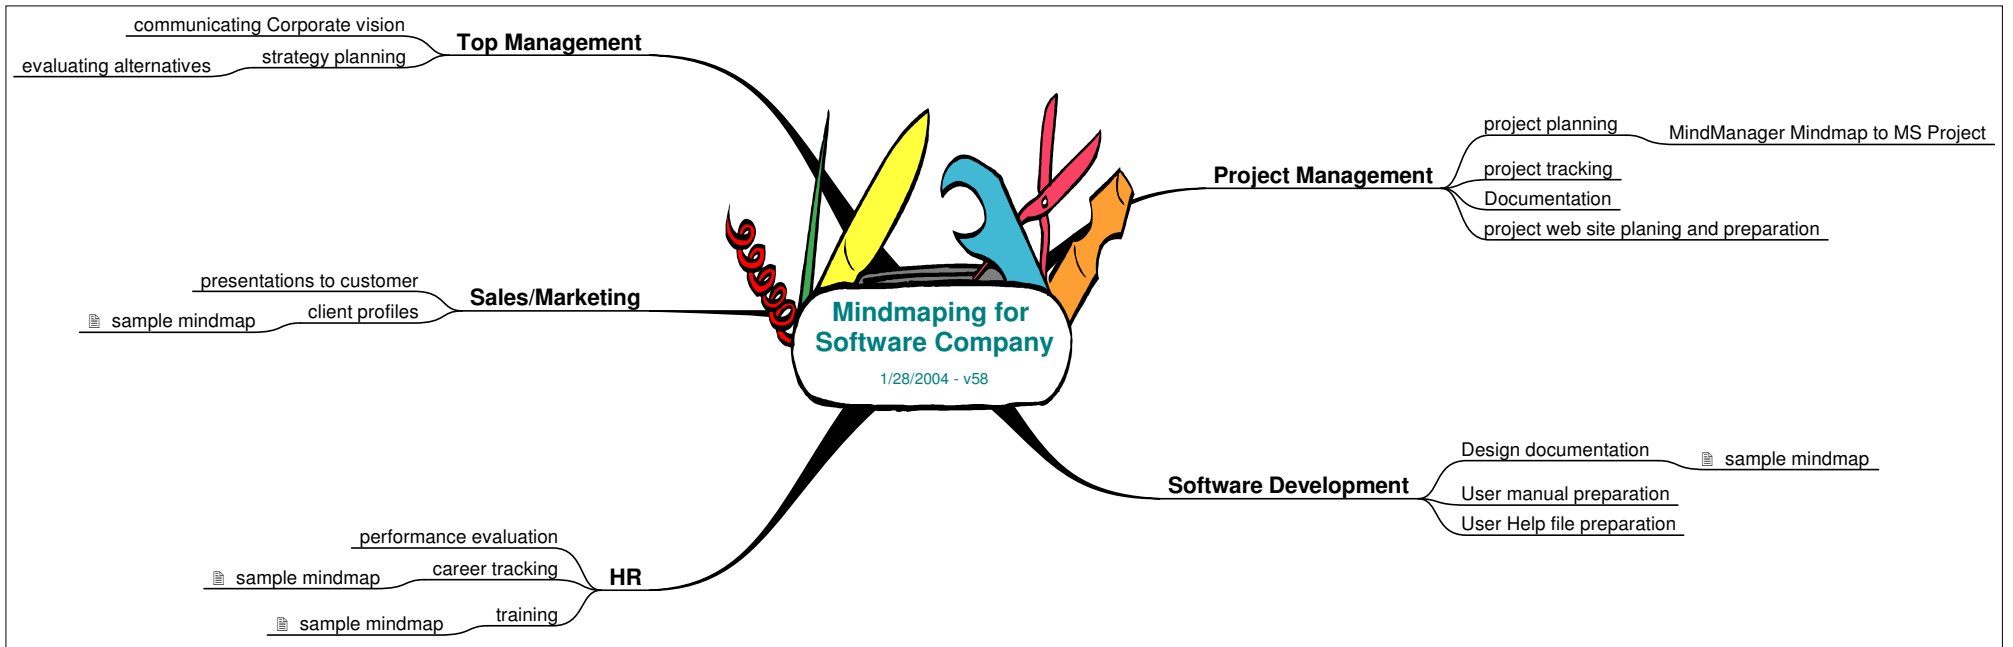 Mindmaping for
Software Company
1/28/2004 - v58
Top Management
communicating Corporate vision
strategy planning
evaluating alternatives
Sales/Marketing
presentations to customer
client profiles
sample mindmap
HR
performance evaluation
career tracking
sample mindmap
training
sample mindmap
Project Management
project planning
MindManager Mindmap to MS Project
project tracking
Documentation
project web site planing and preparation
Software Development
Design documentation
sample mindmap
User manual preparation
User Help file preparation